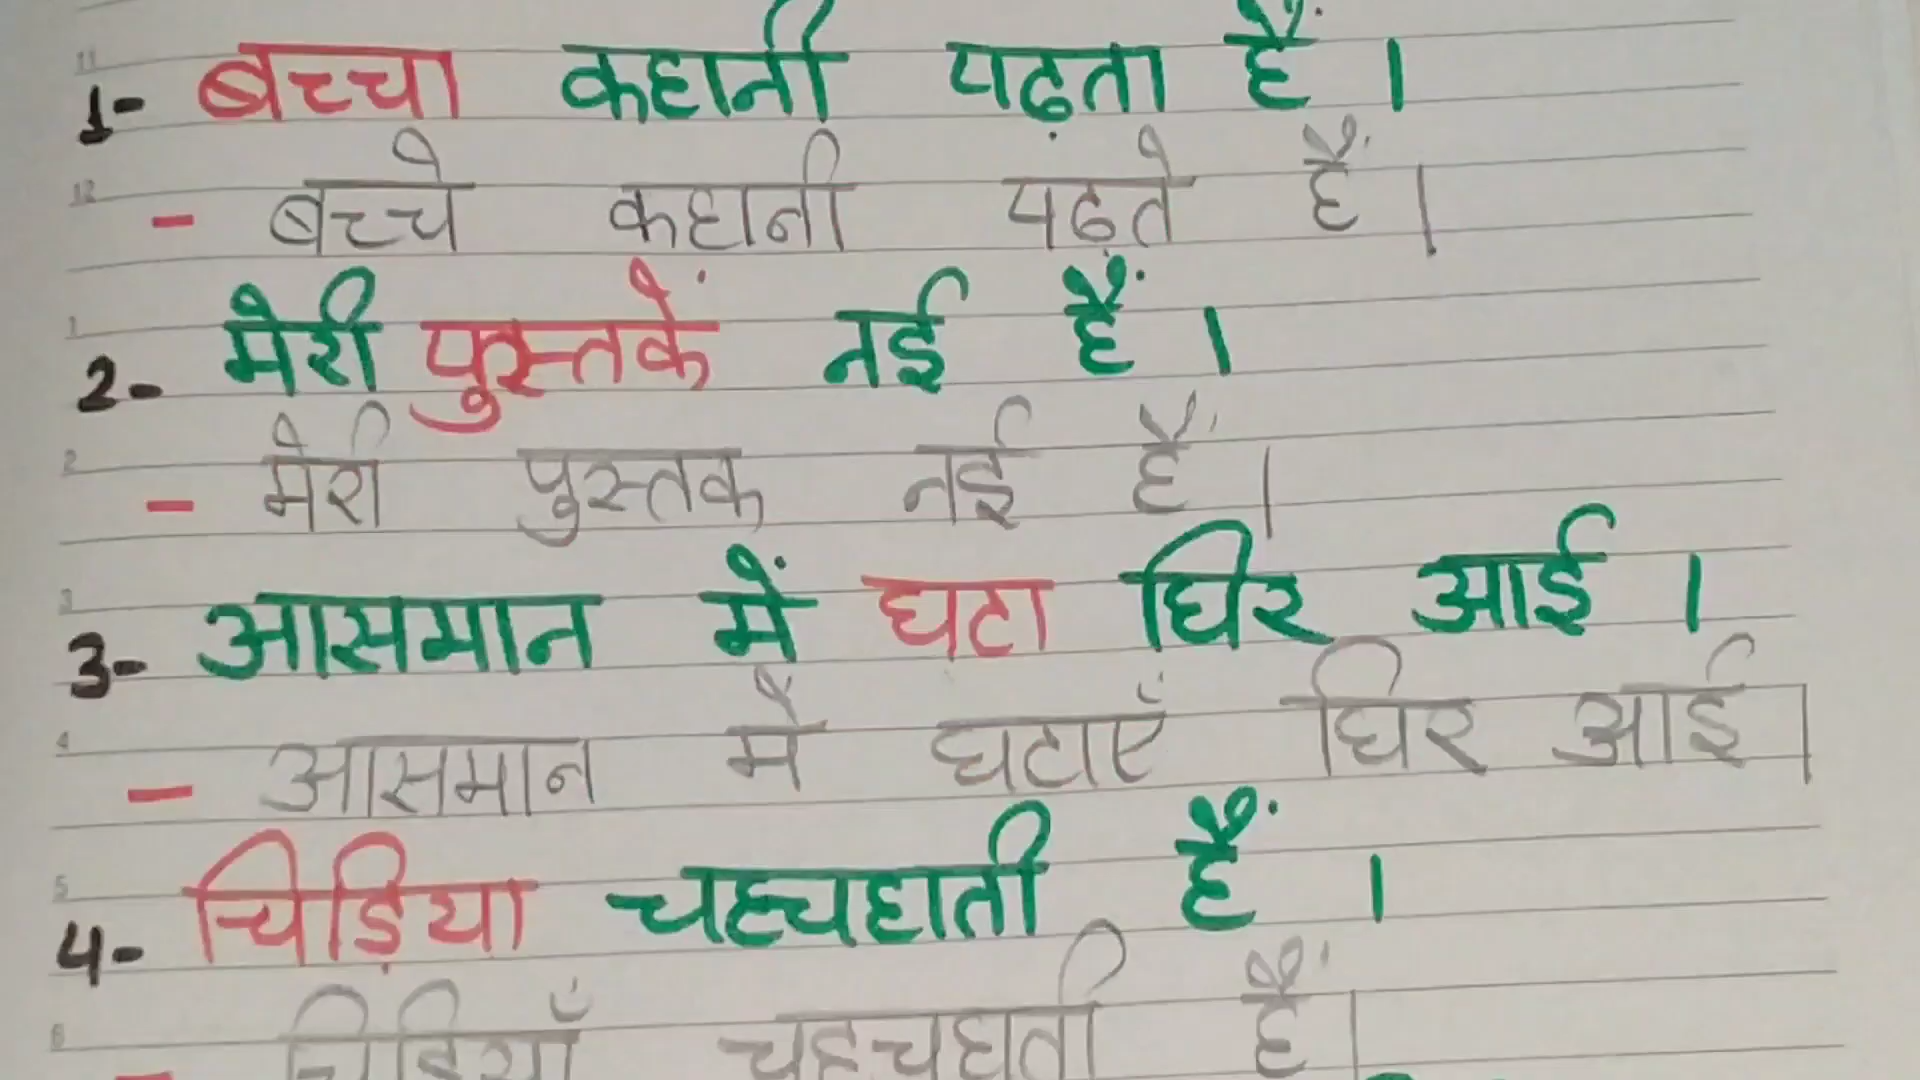 1- बच्चा कहानी पढ़ता हैं ।
- बच्चे कहानी पढ़ते हैं ।
2- मेरी पुस्तकें नई हैं ।
- मेरी पुस्तक नई हैं ।
3- आसमान में घटा घिर आई ।
- आसमान में घटाएँ घिर आई ।
4- चिड़िया चहचहाती हैं ।
- चिड़ियाँ चहचहाती हैं ।